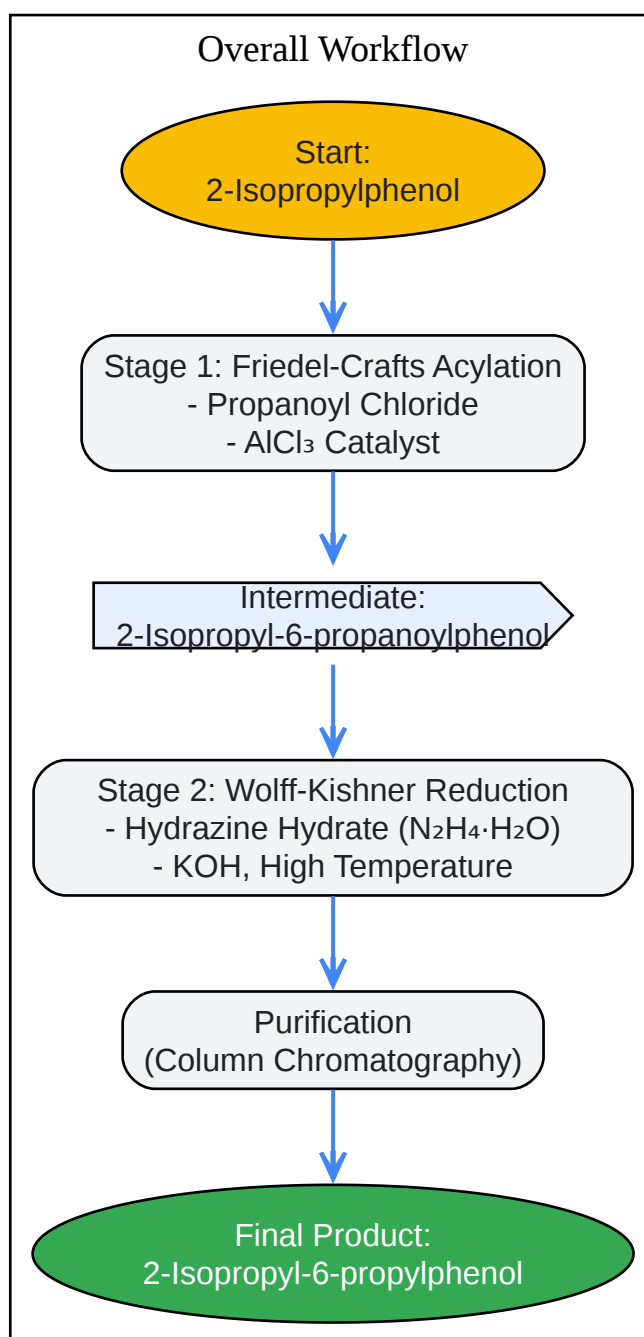 Overall Workflow
Start:
2-Isopropylphenol
Stage 1: Friedel-Crafts Acylation
- Propanoyl Chloride
- AlCl₃ Catalyst
Intermediate:
2-Isopropyl-6-propanoylphenol
Stage 2: Wolff-Kishner Reduction
- Hydrazine Hydrate (N₂H₄·H₂O)
- KOH, High Temperature
Purification
(Column Chromatography)
Final Product:
2-Isopropyl-6-propylphenol